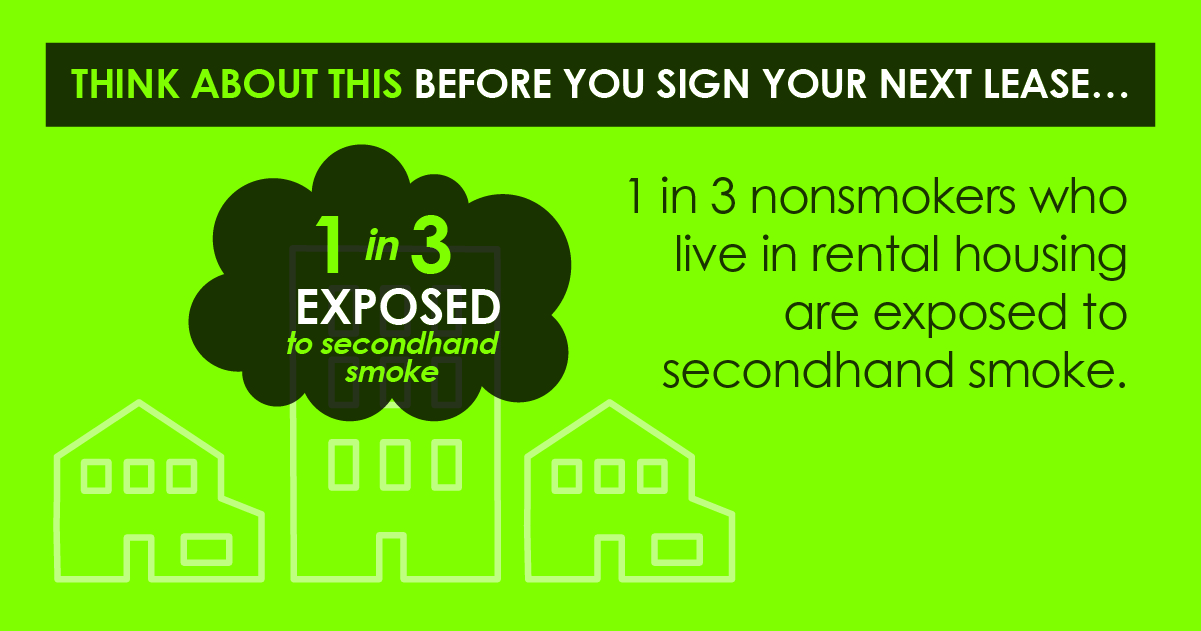 THINK ABOUT THIS BEFORE YOU SIGN YOUR NEXT LEASE...
1 in 3
EXPOSED
to secondhand
smoke
1 in 3 nonsmokers who
live in rental housing
are exposed to
secondhand smoke.